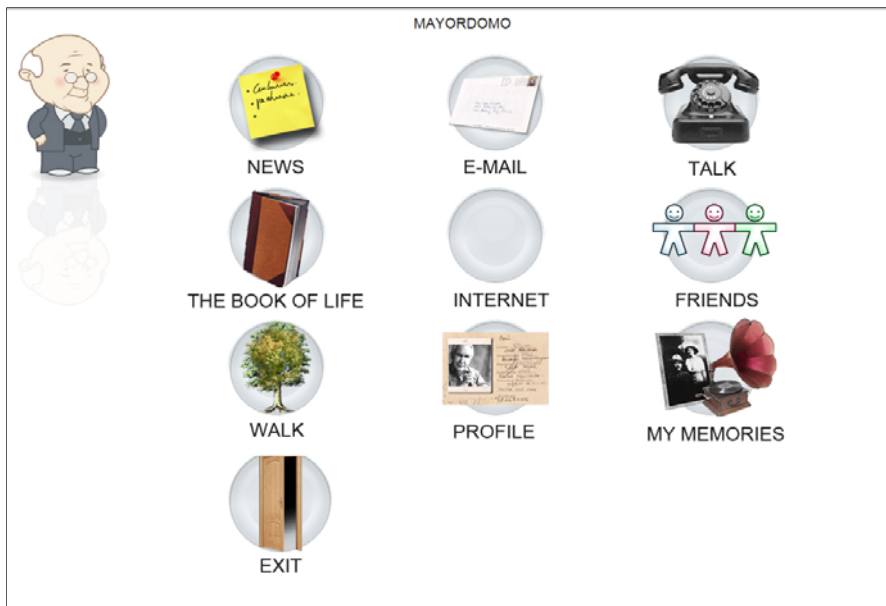 MAYORDOMO
NEWS
E-MAIL
TALK
THE BOOK OF LIFE
INTERNET
FRIENDS
WALK
PROFILE
MY MEMORIES
EXIT